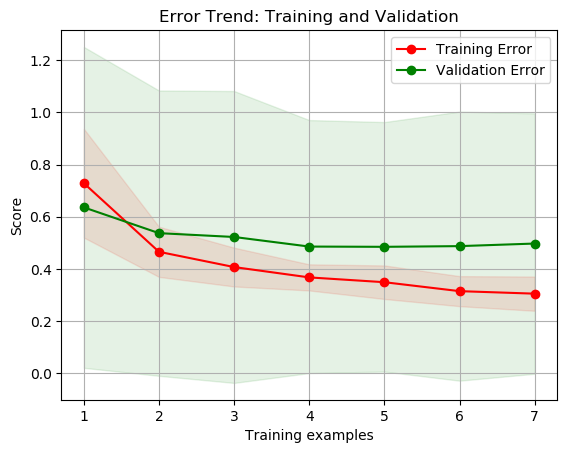 Error Trend: Training and Validation
Training Error
Validation Error
Score
1.2
1.0
0.8
0.6
0.4
0.2
0.0
1 2 3 4 5 6 7
Training examples